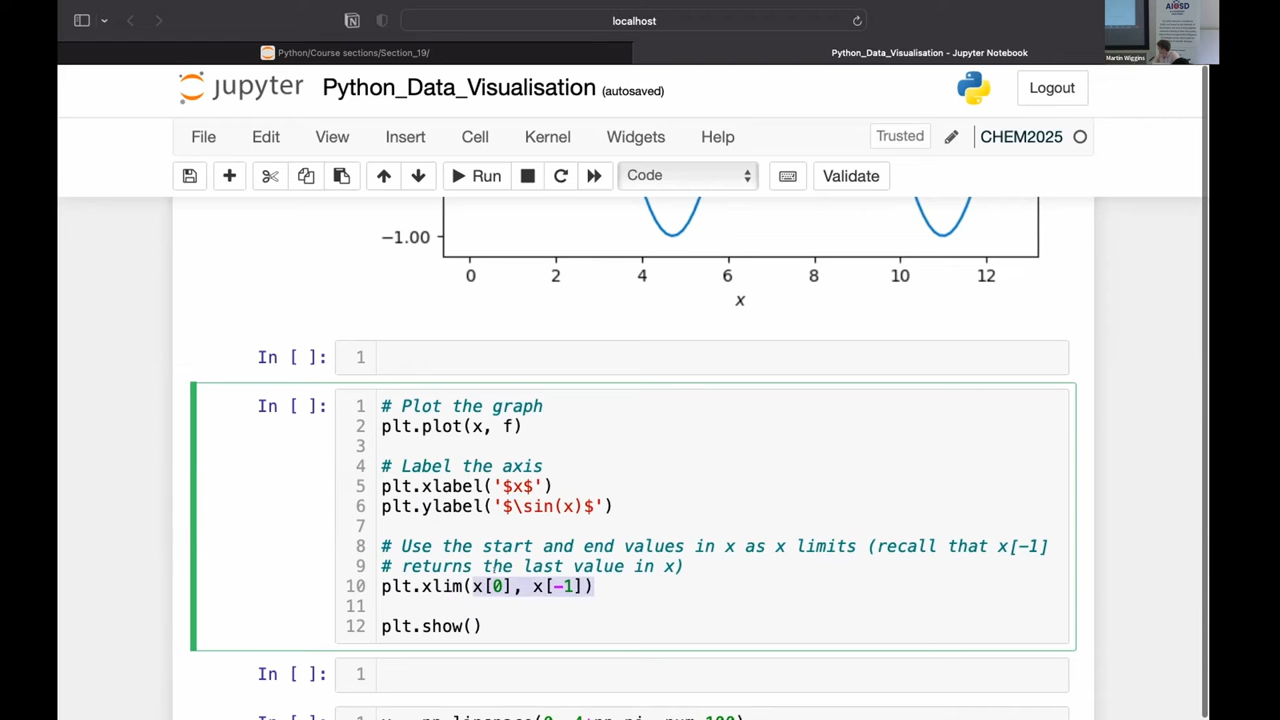 localhost
Python/Course sections/Section_19/
Python_Data_Visualisation - Jupyter Notebook
AI4SD
Martin Wiggins
jupyter Python_Data_Visualisation (autosaved)
Logout
File Edit View Insert Cell Kernel Widgets Help
Trusted
CHEM2025
Run
Code
Validate
−1.00
0 2 4 6 8 10 12
x
In [ ]: 1
In [ ]: 1 # Plot the graph
2 plt.plot(x, f)
3
4 # Label the axis
5 plt.xlabel('$x$')
6 plt.ylabel('$\sin(x)$')
7
8 # Use the start and end values in x as x limits (recall that x[-1]
9 # returns the last value in x)
10 plt.xlim(x[0], x[-1])
11
12 plt.show()
In [ ]: 1